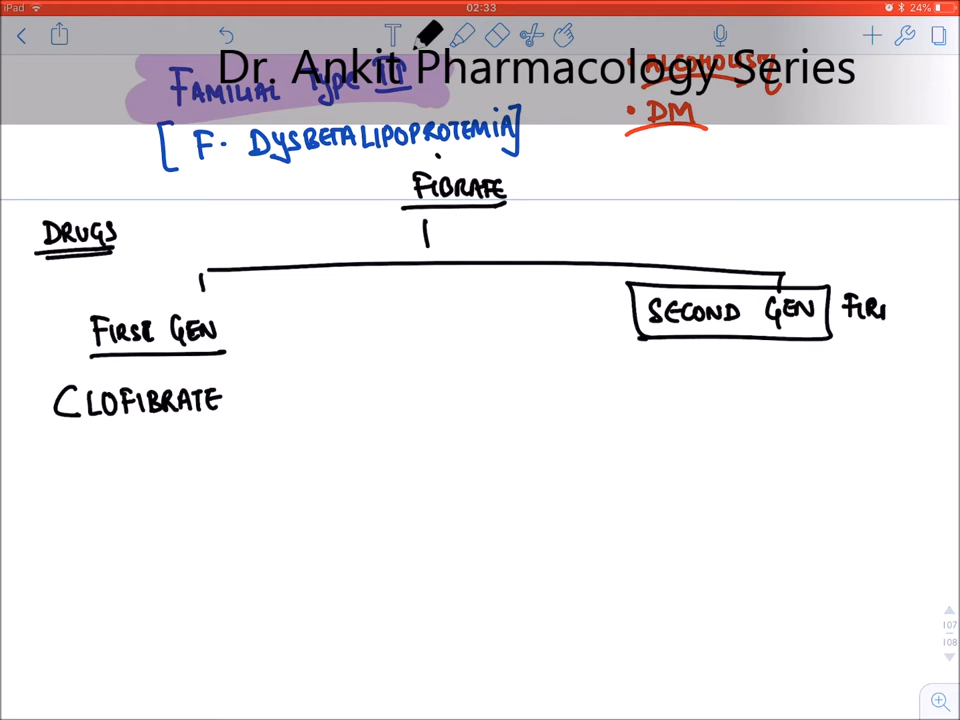 iPad 02:33 24%
Dr. Ankit Pharmacology Series
FAMILIAL Type III
[ F. DYSBETALIPOPROTEMIA]
• ALCOHOLISM
• DM
FIBRATE
DRUGS
FIRST GEN
SECOND GEN
CLOFIBRATE
107
108